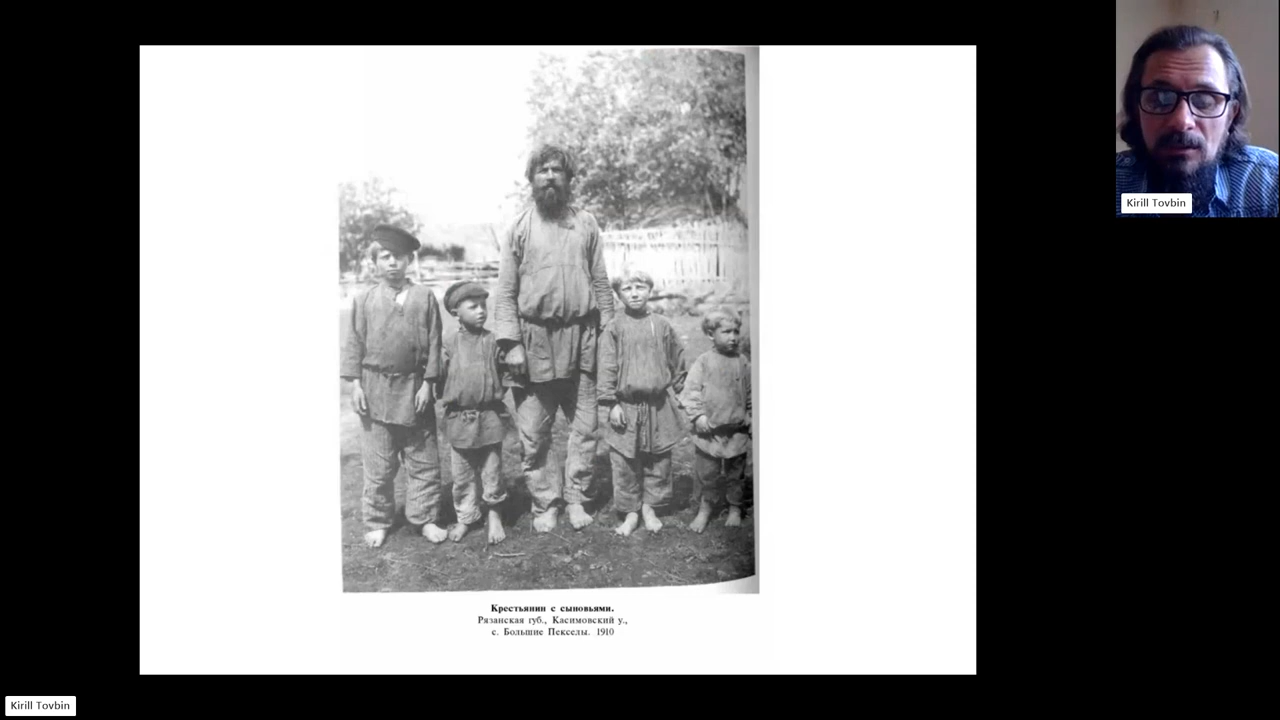 Kirill Tovbin
Крестьянин с сыновьями.
Рязанская губ., Касимовский у.,
с. Большие Пекселы. 1910
Kirill Tovbin